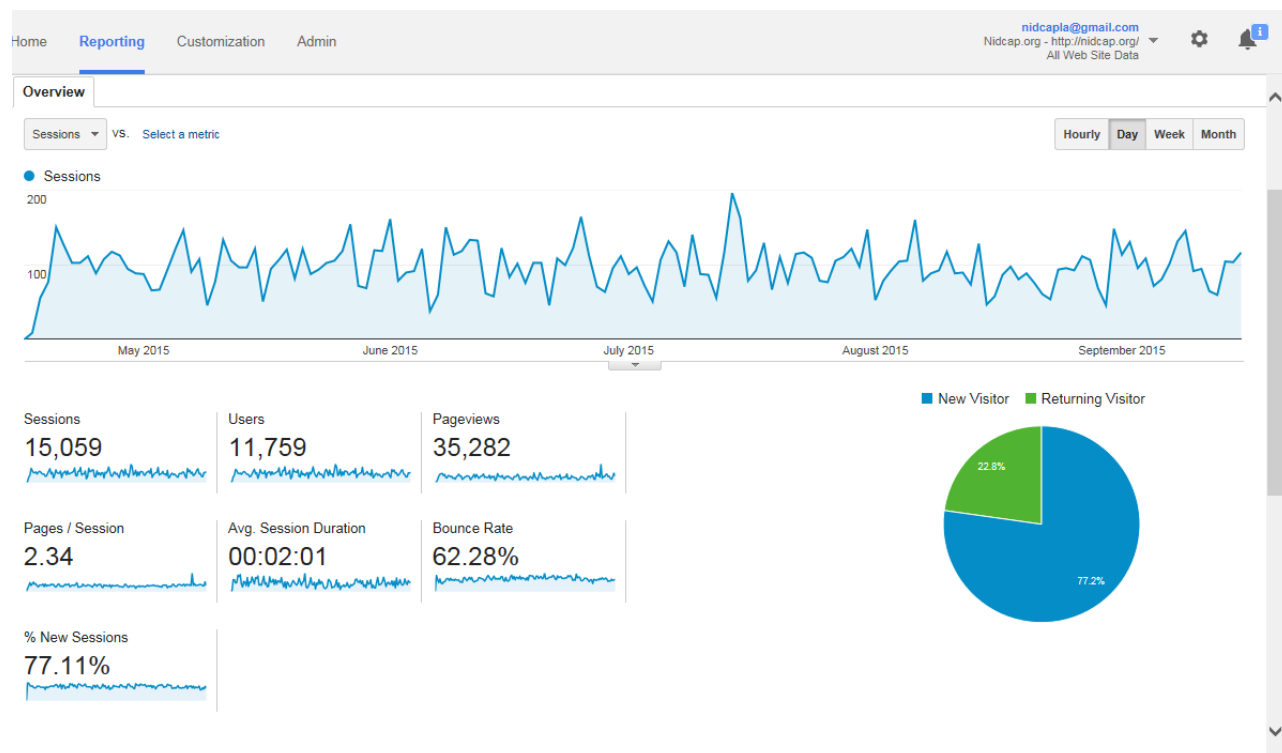 Home Reporting Customization Admin
nidcapla@gmail.com
Nidcap.org - http://nidcap.org/
All Web Site Data
i
Overview
Sessions VS. Select a metric
Hourly Day Week Month
Sessions
200
100
May 2015 June 2015 July 2015 August 2015 September 2015
New Visitor Returning Visitor
Sessions Users Pageviews
15,059 11,759 35,282
22.8%
Pages / Session Avg. Session Duration Bounce Rate
2.34 00:02:01 62.28%
77.2%
% New Sessions
77.11%